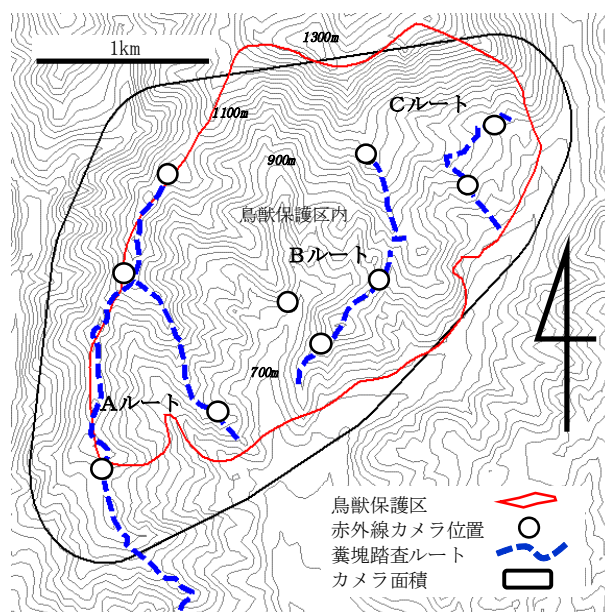 1300m
1km
Cルート
1100m
900m
鳥獣保護区内
Bルート
700m
Aルート
鳥獣保護区
赤外線カメラ位置
糞塊踏査ルート
カメラ面積